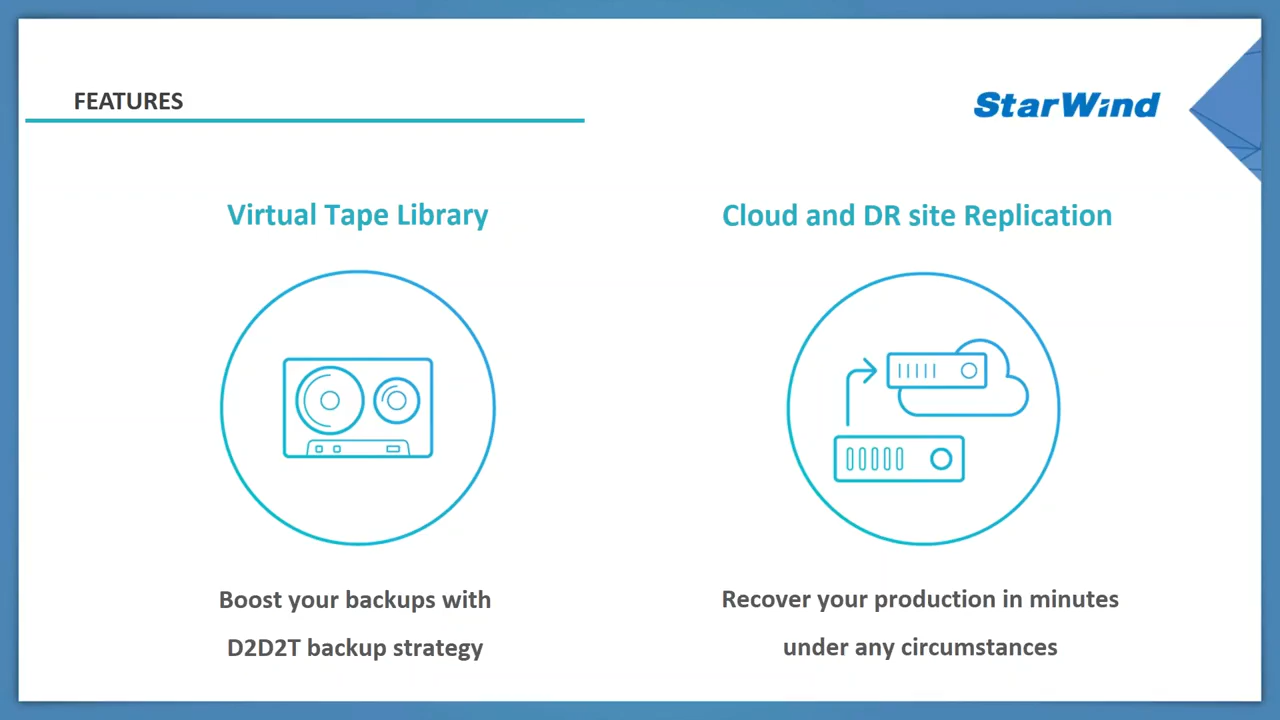 FEATURES
StarWind
Virtual Tape Library
Cloud and DR site Replication
Boost your backups with
D2D2T backup strategy
Recover your production in minutes
under any circumstances